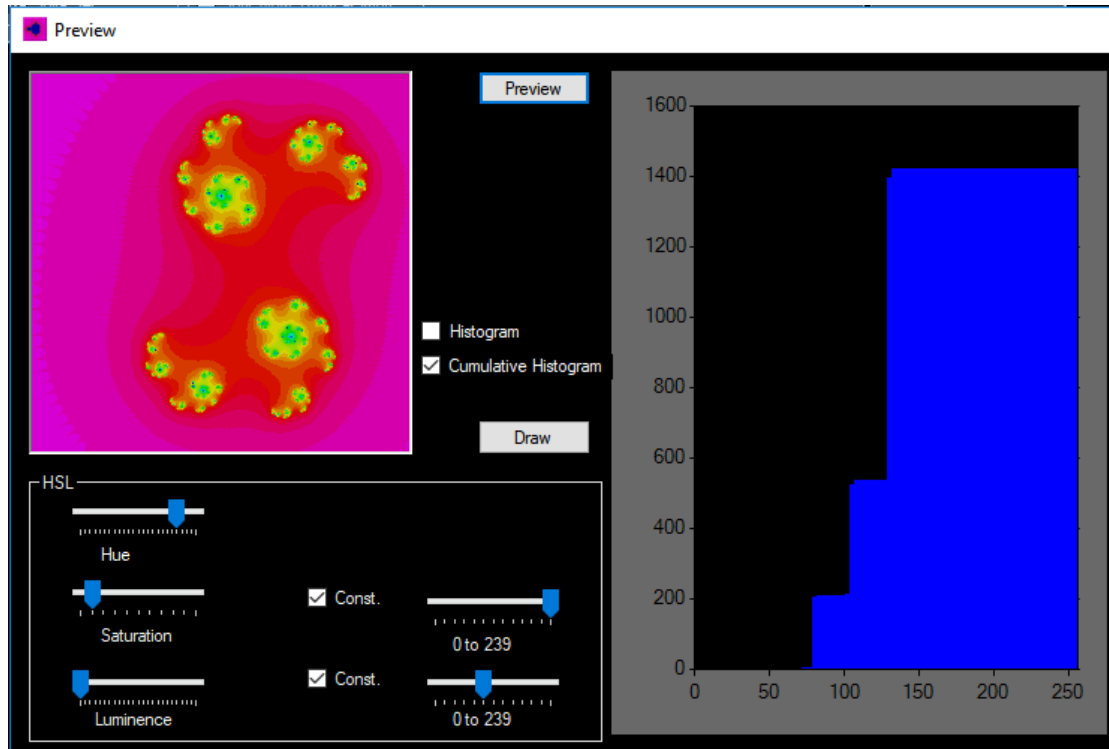 Preview
Preview
Histogram
Cumulative Histogram
Draw
HSL
Hue
Saturation
Const.
0 to 239
Luminence
Const.
0 to 239
1600
1400
1200
1000
800
600
400
200
0
0 50 100 150 200 250